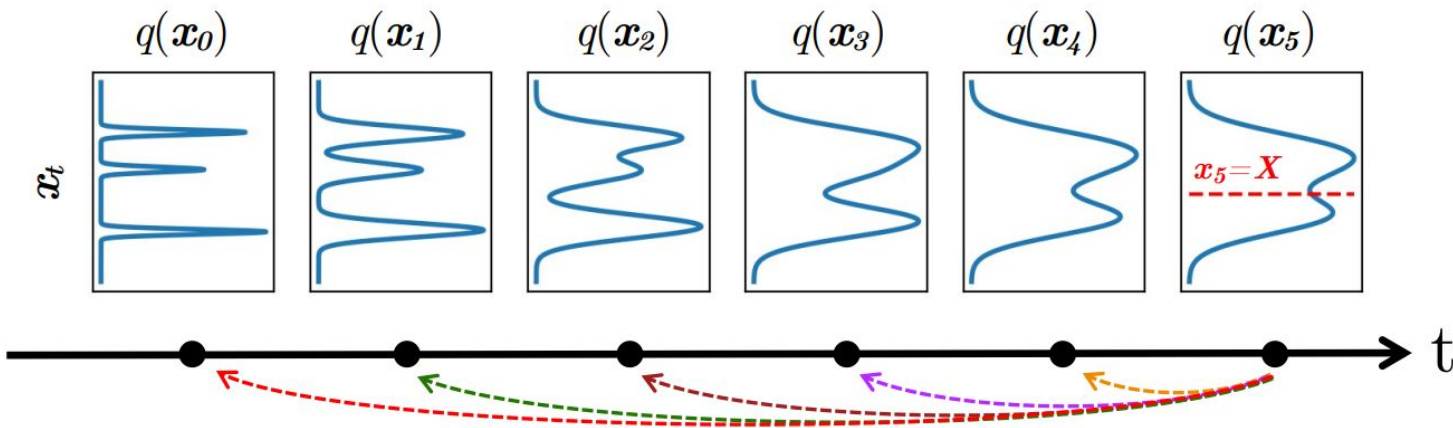 q(x₀) q(x₁) q(x₂) q(x₃) q(x₄) q(x₅)
xₜ
x₅=X
t